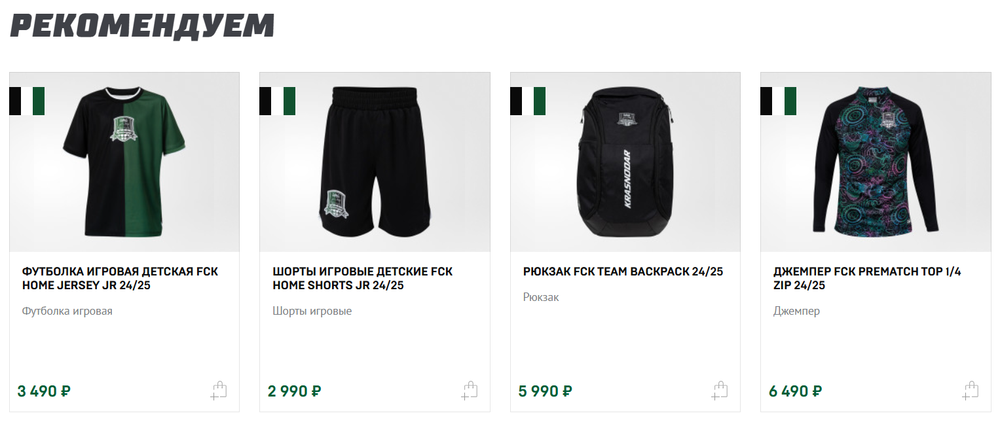 РЕКОМЕНДУЕМ
KRASNODAR
ФУТБОЛКА ИГРОВАЯ ДЕТСКАЯ FCK
HOME JERSEY JR 24/25
Футболка игровая
3 490 ₽
ШОРТЫ ИГРОВЫЕ ДЕТСКИЕ FCK
HOME SHORTS JR 24/25
Шорты игровые
2 990 ₽
РЮКЗАК FCK TEAM BACKPACK 24/25
Рюкзак
5 990 ₽
ДЖЕМПЕР FCK PREMATCH TOP 1/4
ZIP 24/25
Джемпер
6 490 ₽